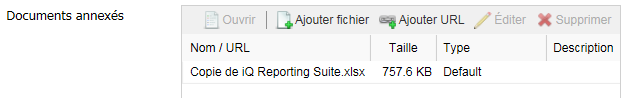 Documents annexés
Ouvrir Ajouter fichier Ajouter URL Éditer Supprimer
Nom / URL Taille Type Description
Copie de iQ Reporting Suite.xlsx 757.6 KB Default